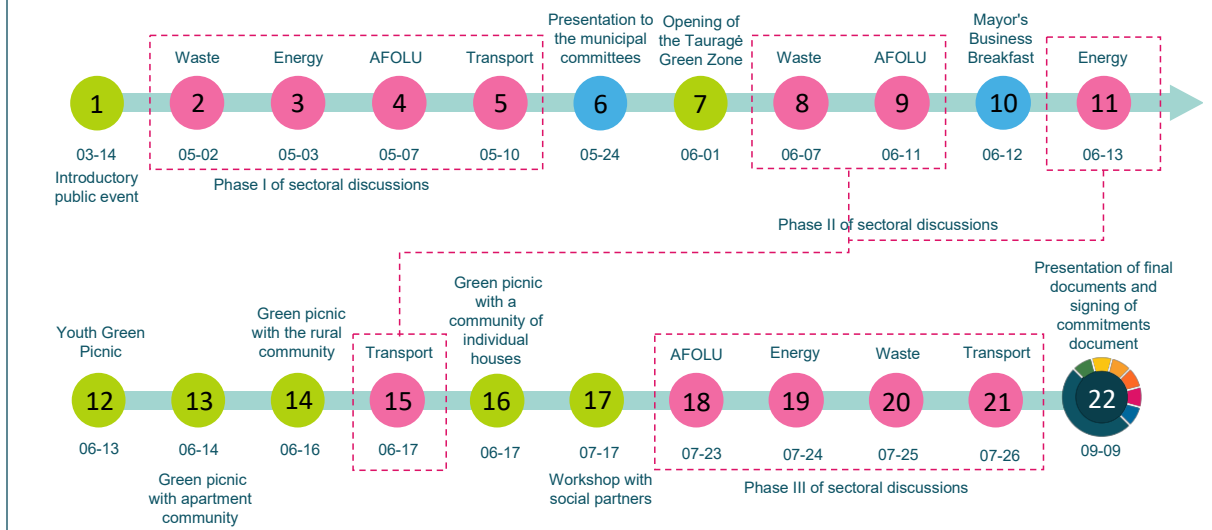 Waste
Energy
AFOLU
Transport
Presentation to
the municipal
committees
Opening of
the Tauragė
Green Zone
Waste
AFOLU
Mayor's
Business
Breakfast
Energy
1
2
3
4
5
6
7
8
9
10
11
03-14
05-02
05-03
05-07
05-10
05-24
06-01
06-07
06-11
06-12
06-13
Introductory
public event
Phase I of sectoral discussions
Phase II of sectoral discussions
Youth Green
Picnic
Green picnic
with the rural
community
Transport
Green picnic
with a
community of
individual
houses
AFOLU
Energy
Waste
Transport
Presentation of final
documents and
signing of
commitments
document
12
13
14
15
16
17
18
19
20
21
22
06-13
06-14
06-16
06-17
06-17
07-17
07-23
07-24
07-25
07-26
09-09
Green picnic
with apartment
community
Workshop with
social partners
Phase III of sectoral discussions